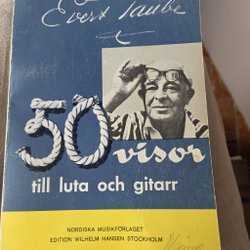 Evert Taube
50 visor
till luta och gitarr
NORDISKA MUSIKFÖRLAGET
EDITION WILHELM HANSEN STOCKHOLM